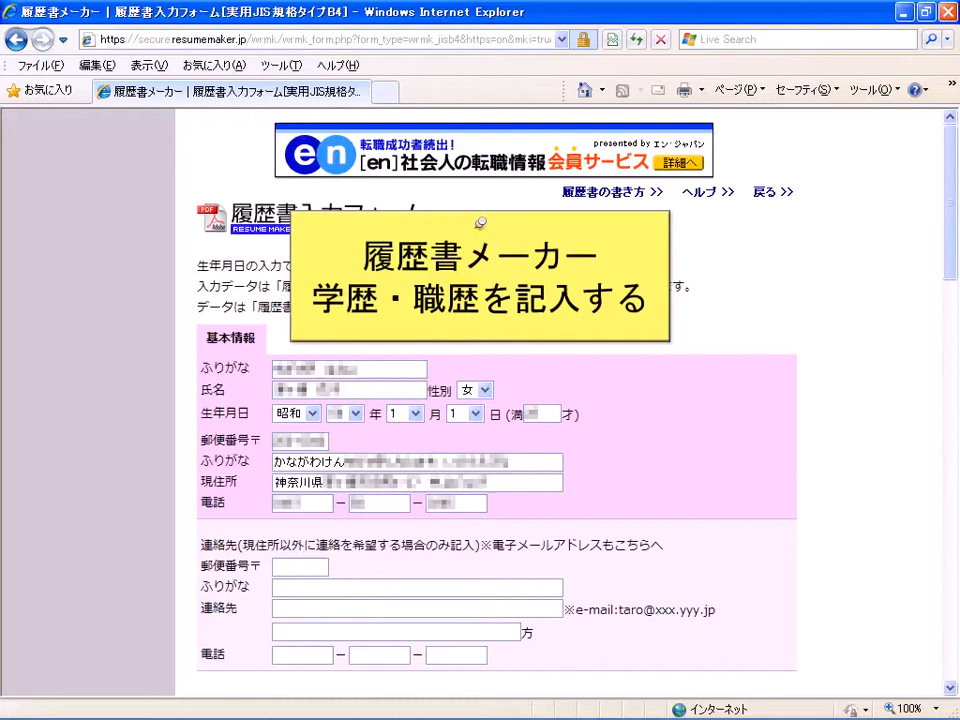 履歴書メーカー | 履歴書入力フォーム[実用JIS規格タイプB4] - Windows Internet Explorer
https://secure.resumemaker.jp/wrmk/wrmk_form.php?form_type=wrmk_jisb4&https=on&mki=tru
Live Search
ファイル(F) 編集(E) 表示(V) お気に入り(A) ツール(T) ヘルプ(H)
お気に入り 履歴書メーカー | 履歴書入力フォーム[実用JIS規格タ... ページ(P) セーフティ(S) ツール(O)
en 転職成功者続出! presented by エン・ジャパン
[en]社会人の転職情報 会員サービス 詳細へ
履歴書の書き方 >> ヘルプ >> 戻る >>
PDF Adobe 履歴書入力フォーム
RESUME MAKE
履歴書メーカー
学歴・職歴を記入する
生年月日の入力で
入力データは「履 ます。
データは「履歴書
基本情報
ふりがな
氏名 性別 女
生年月日 昭和 年 1 月 1 日 (満 才)
郵便番号〒
ふりがな かながわけん
現住所 神奈川県
電話 - -
連絡先(現住所以外に連絡を希望する場合のみ記入)※電子メールアドレスもこちらへ
郵便番号〒
ふりがな
連絡先 ※e-mail:taro@xxx.yyy.jp
方
電話 - -
インターネット 100%